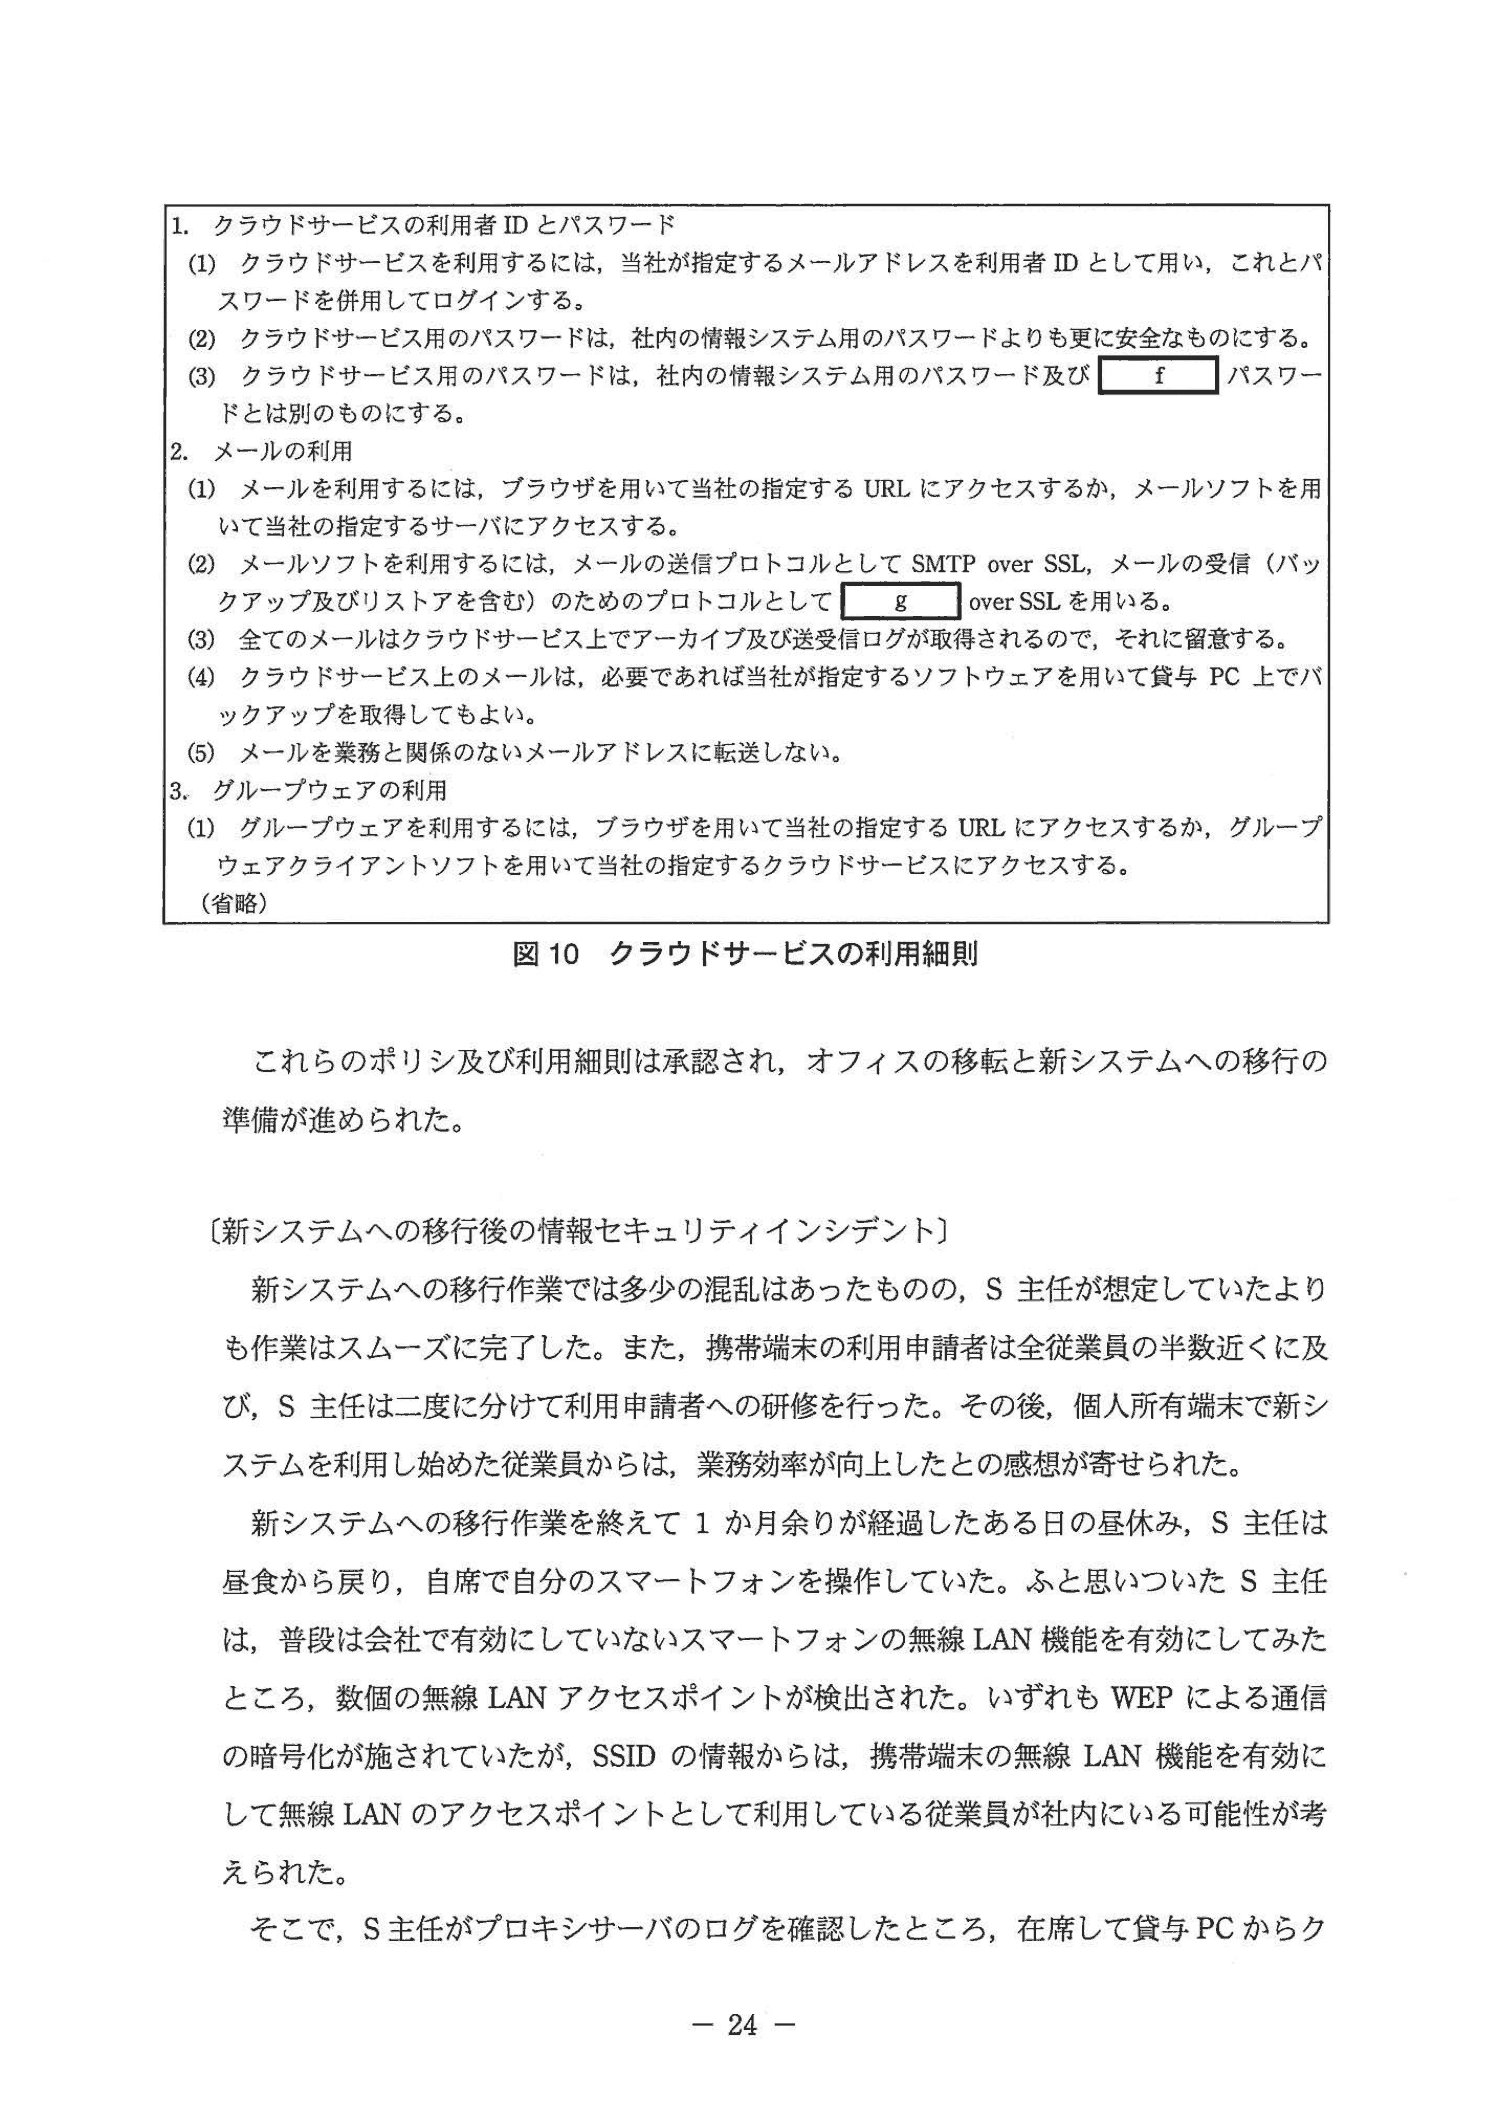 1. クラウドサービスの利用者 ID とパスワード
(1) クラウドサービスを利用するには，当社が指定するメールアドレスを利用者 ID として用い，これとパ
スワードを併用してログインする。
(2) クラウドサービス用のパスワードは，社内の情報システム用のパスワードよりも更に安全なものにする。
(3) クラウドサービス用のパスワードは，社内の情報システム用のパスワード及び f パスワー
ドとは別のものにする。
2. メールの利用
(1) メールを利用するには，ブラウザを用いて当社の指定する URL にアクセスするか，メールソフトを用
いて当社の指定するサーバにアクセスする。
(2) メールソフトを利用するには，メールの送信プロトコルとして SMTP over SSL，メールの受信（バッ
クアップ及びリストアを含む）のためのプロトコルとして g over SSL を用いる。
(3) 全てのメールはクラウドサービス上でアーカイブ及び送受信ログが取得されるので，それに留意する。
(4) クラウドサービス上のメールは，必要であれば当社が指定するソフトウェアを用いて貸与 PC 上でバ
ックアップを取得してもよい。
(5) メールを業務と関係のないメールアドレスに転送しない。
3. グループウェアの利用
(1) グループウェアを利用するには，ブラウザを用いて当社の指定する URL にアクセスするか，グループ
ウェアクライアントソフトを用いて当社の指定するクラウドサービスにアクセスする。
（省略）
図 10 クラウドサービスの利用細則
これらのポリシ及び利用細則は承認され，オフィスの移転と新システムへの移行の
準備が進められた。
〔新システムへの移行後の情報セキュリティインシデント〕
新システムへの移行作業では多少の混乱はあったものの，S 主任が想定していたより
も作業はスムーズに完了した。また，携帯端末の利用申請者は全従業員の半数近くに及
び，S 主任は二度に分けて利用申請者への研修を行った。その後，個人所有端末で新シ
ステムを利用し始めた従業員からは，業務効率が向上したとの感想が寄せられた。
新システムへの移行作業を終えて 1 か月余りが経過したある日の昼休み，S 主任は
昼食から戻り，自席で自分のスマートフォンを操作していた。ふと思いついた S 主任
は，普段は会社で有効にしていないスマートフォンの無線 LAN 機能を有効にしてみた
ところ，数個の無線 LAN アクセスポイントが検出された。いずれも WEP による通信
の暗号化が施されていたが，SSID の情報からは，携帯端末の無線 LAN 機能を有効に
して無線 LAN のアクセスポイントとして利用している従業員が社内にいる可能性が考
えられた。
そこで，S 主任がプロキシサーバのログを確認したところ，在席して貸与 PC からク
－ 24 －